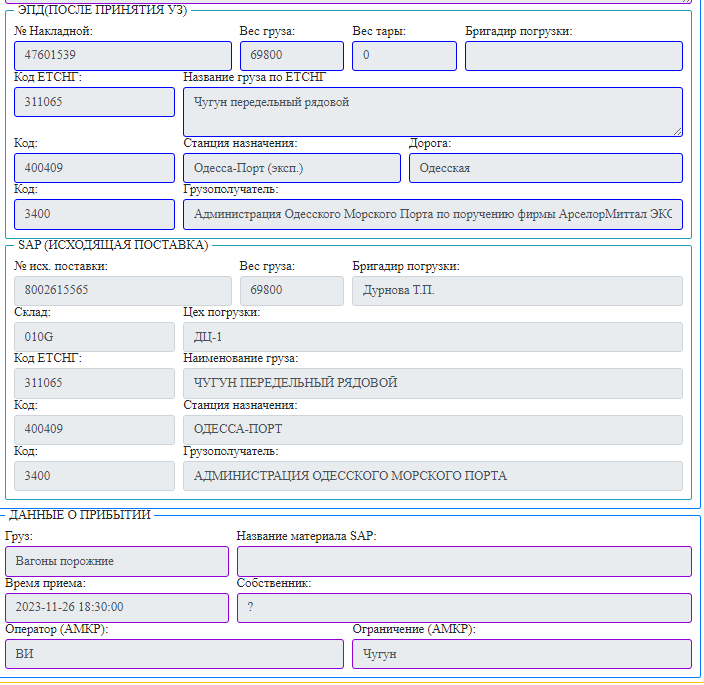 ЭПД(ПОСЛЕ ПРИНЯТИЯ УЗ)
№ Накладной: Вес груза: Вес тары: Бригадир погрузки:
47601539 69800 0
Код ЕТСНГ: Название груза по ЕТСНГ
311065 Чугун передельный рядовой
Код: Станция назначения: Дорога:
400409 Одесса-Порт (эксп.) Одесская
Код: Грузополучатель:
3400 Администрация Одесского Морского Порта по поручению фирмы АрселорМиттал ЭКС
SAP (ИСХОДЯЩАЯ ПОСТАВКА)
№ исх. поставки: Вес груза: Бригадир погрузки:
8002615565 69800 Дурнова Т.П.
Склад: Цех погрузки:
010G ДЦ-1
Код ЕТСНГ: Наименование груза:
311065 ЧУГУН ПЕРЕДЕЛЬНЫЙ РЯДОВОЙ
Код: Станция назначения:
400409 ОДЕССА-ПОРТ
Код: Грузополучатель:
3400 АДМИНИСТРАЦИЯ ОДЕССКОГО МОРСКОГО ПОРТА
ДАННЫЕ О ПРИБЫТИИ
Груз: Название материала SAP:
Вагоны порожние
Время приема: Собственник:
2023-11-26 18:30:00 ?
Оператор (АМКР): Ограничение (АМКР):
ВИ Чугун